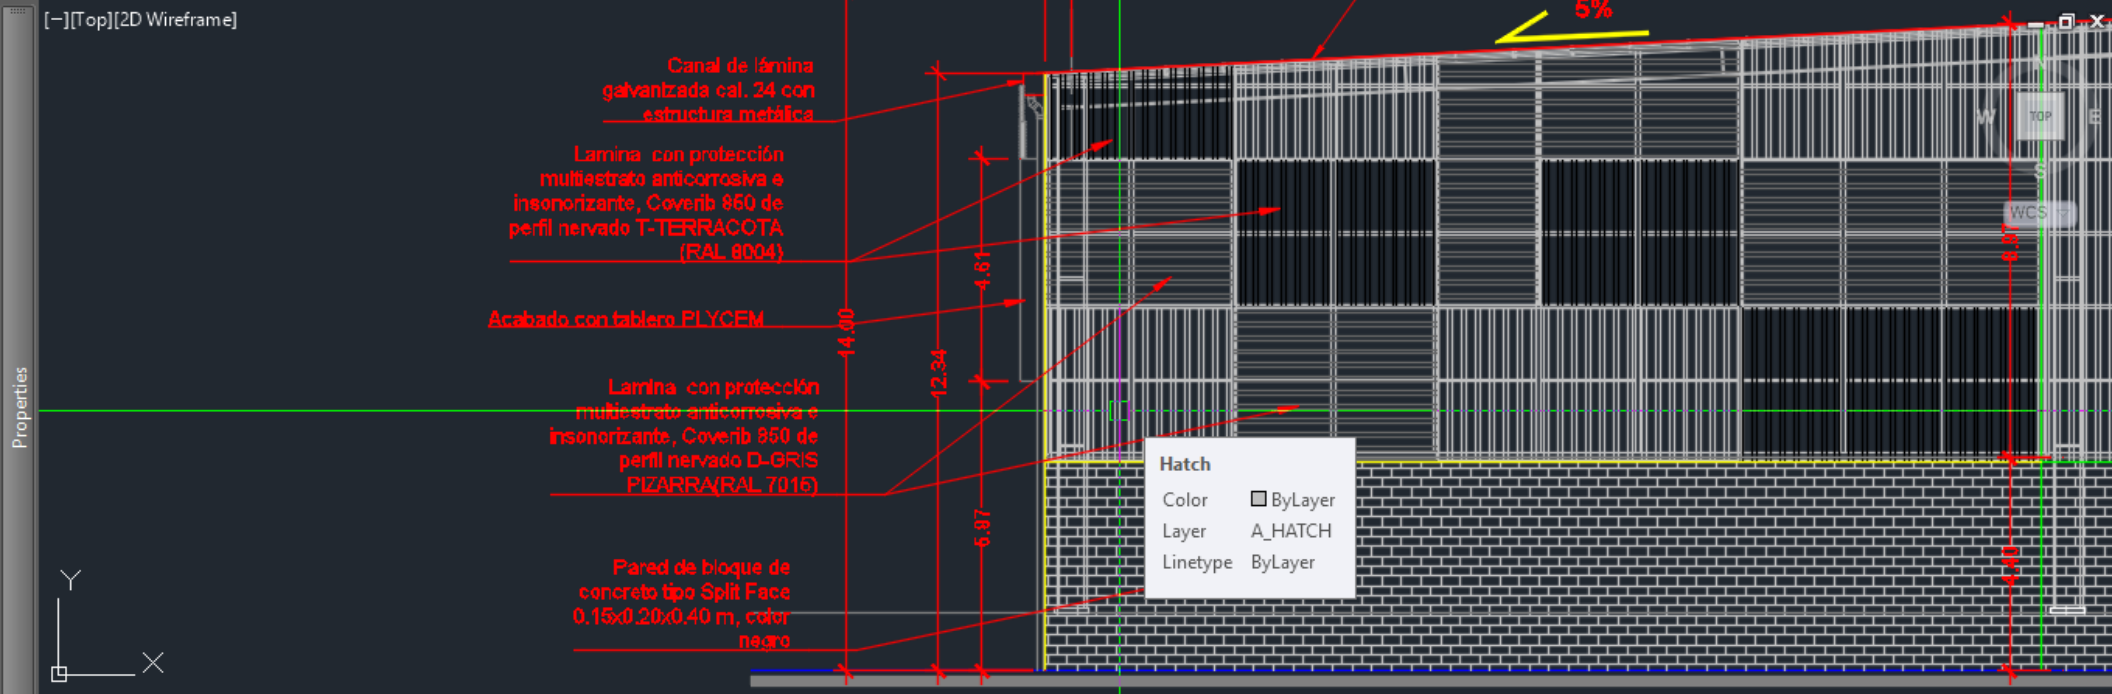 [−][Top][2D Wireframe]
5%
Canal de lámina
galvanizada cal. 24 con
estructura metálica
Lamina con protección
multiestrato anticorrosiva e
insonorizante, Coverib 850 de
perfil nervado T-TERRACOTA
(RAL 8004)
Acabado con tablero PLYCEM
Lamina con protección
multiestrato anticorrosiva e
insonorizante, Coverib 850 de
perfil nervado D-GRIS
PIZARRA(RAL 7015)
Pared de bloque de
concreto tipo Split Face
0.15x0.20x0.40 m, color
negro
14.00
12.34
4.61
5.97
4.40
Hatch
Color ByLayer
Layer A_HATCH
Linetype ByLayer
N
W TOP E
S
WCS
Properties
Y
X